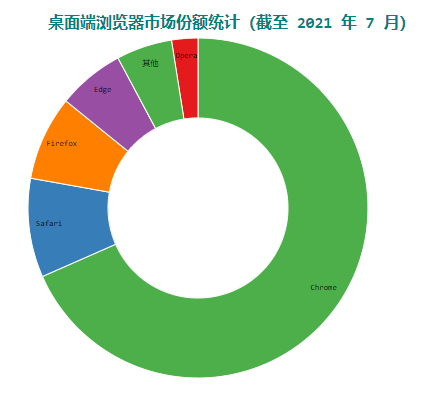 桌面端浏览器市场份额统计 (截至 2021 年 7 月)
Opera
其他
Edge
Firefox
Safari
Chrome